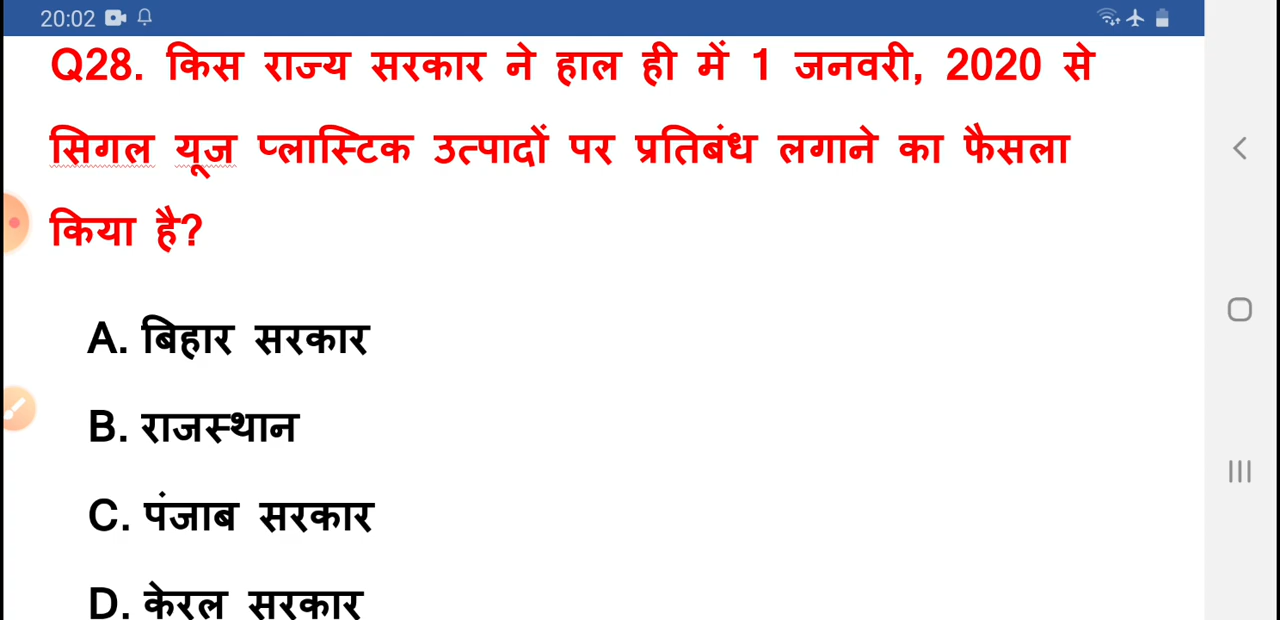 20:02
Q28. किस राज्य सरकार ने हाल ही में 1 जनवरी, 2020 से
सिगल यूज प्लास्टिक उत्पादों पर प्रतिबंध लगाने का फैसला
किया है?
A. बिहार सरकार
B. राजस्थान
C. पंजाब सरकार
D. केरल सरकार